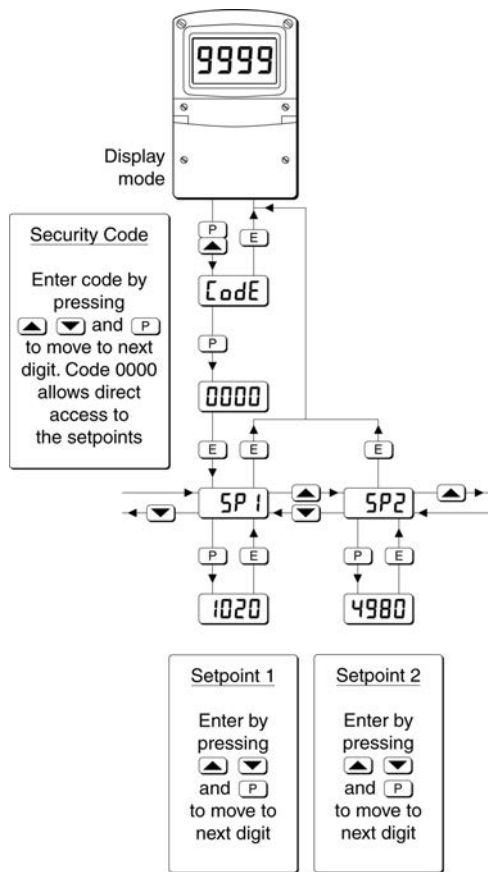 9999
Display
mode
Security Code
Enter code by
pressing
▲ ▼ and P
to move to next
digit. Code 0000
allows direct
access to
the setpoints
P
▲
E
CodE
P
0000
E
E
E
SP1
▲
▼
SP2
▲
▼
P
E
P
E
1020
4980
Setpoint 1
Enter by
pressing
▲ ▼
and P
to move to
next digit
Setpoint 2
Enter by
pressing
▲ ▼
and P
to move to
next digit